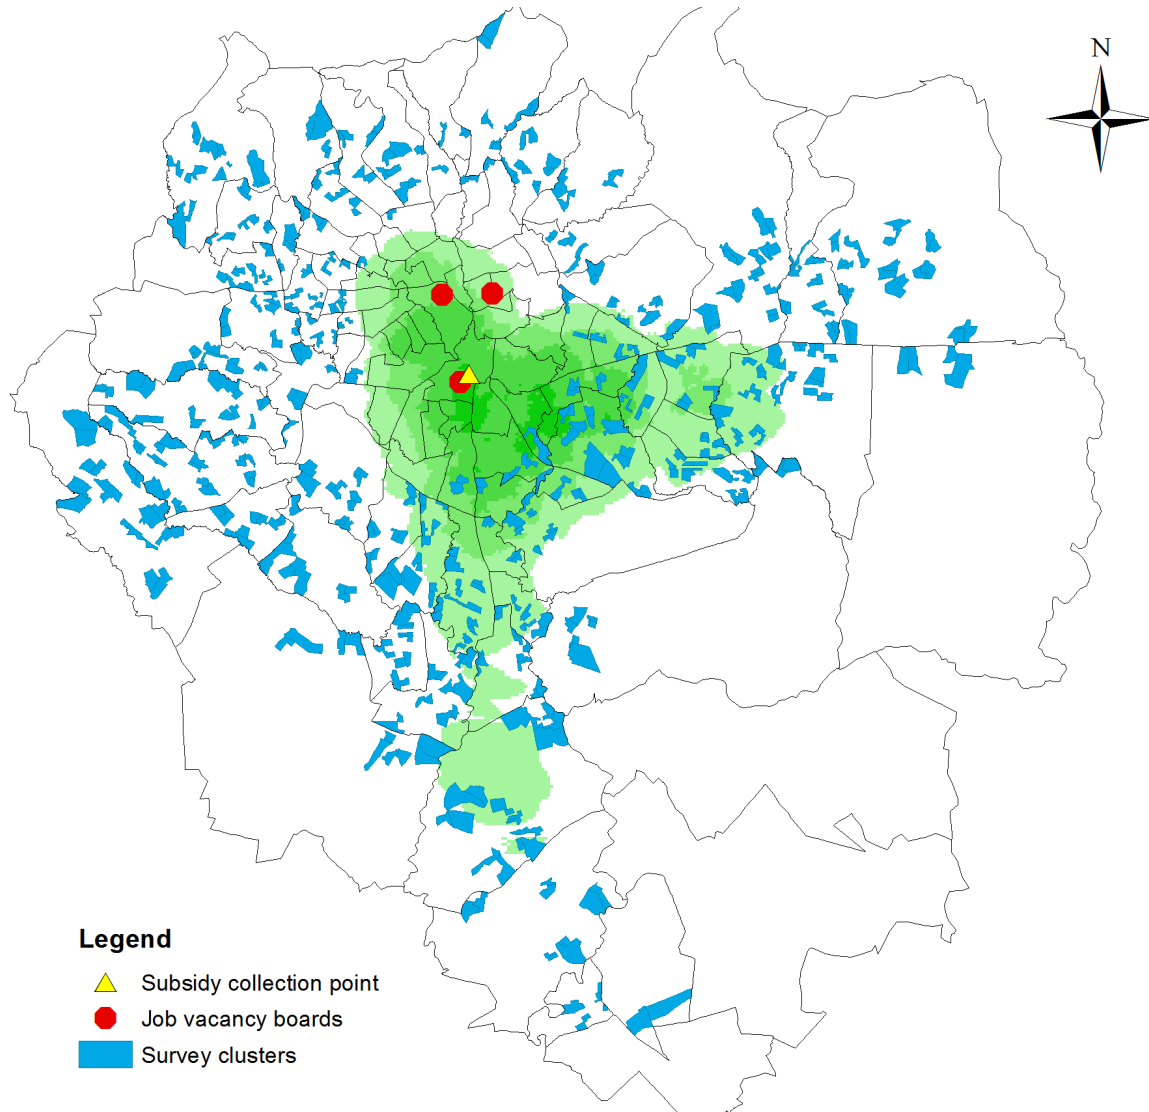 N
Legend
Subsidy collection point
Job vacancy boards
Survey clusters